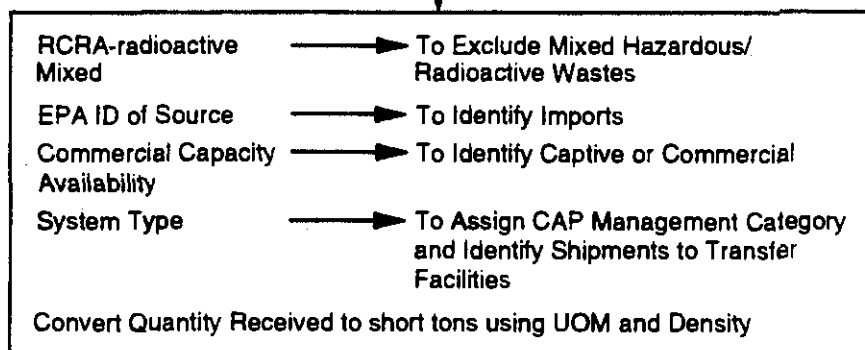 RCRA-radioactive To Exclude Mixed Hazardous/
Mixed Radioactive Wastes
EPA ID of Source To Identify Imports
Commercial Capacity To Identify Captive or Commercial
Availability
System Type To Assign CAP Management Category
and Identify Shipments to Transfer
Facilities
Convert Quantity Received to short tons using UOM and Density